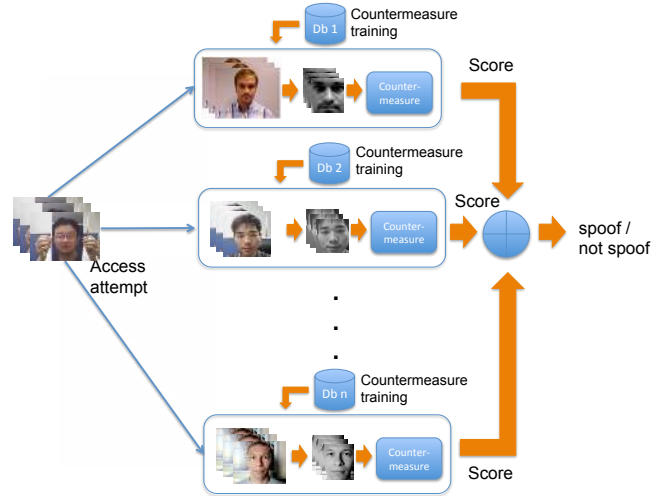 Db 1
Countermeasure
training
Score
Counter-
measure
Db 2
Countermeasure
training
Score
Counter-
measure
spoof /
not spoof
Access
attempt
.
.
.
Db n
Countermeasure
training
Counter-
measure
Score